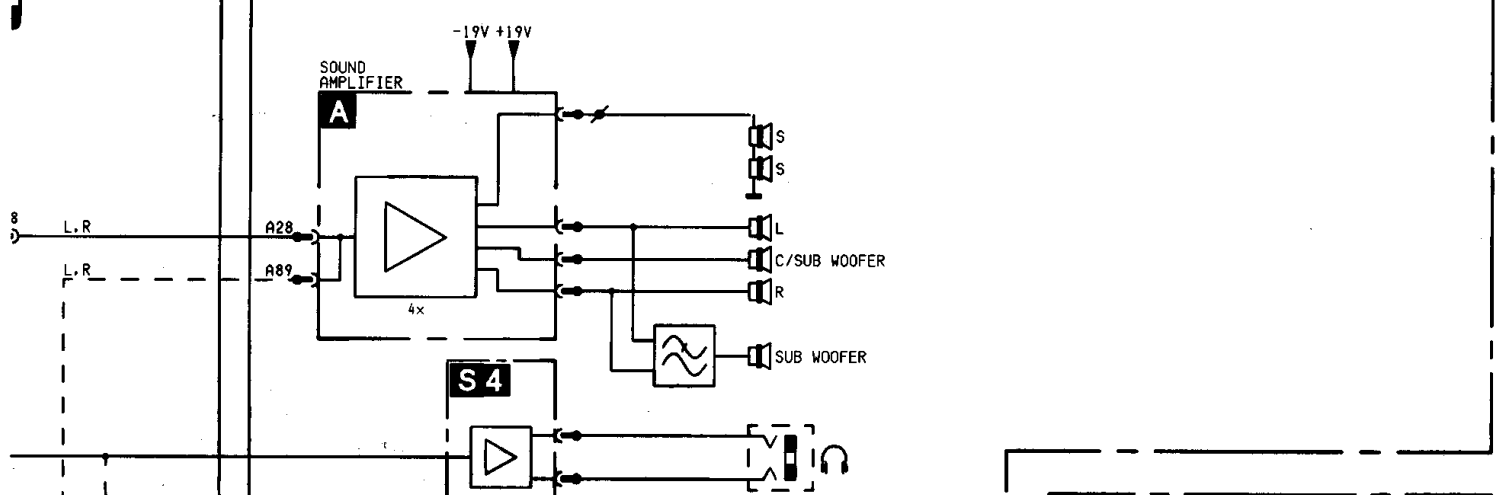 -19V +19V
SOUND
AMPLIFIER
A
S
S
8
L.R
A28
L
C/SUB WOOFER
L.R
A89
R
4x
SUB WOOFER
S 4